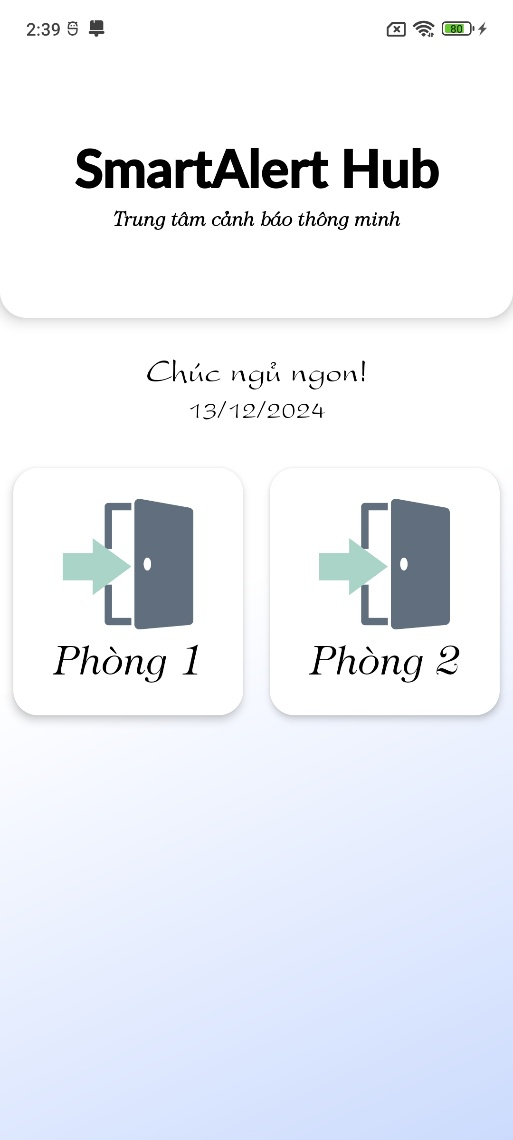 2:39
80
SmartAlert Hub
Trung tâm cảnh báo thông minh
Chúc ngủ ngon!
13/12/2024
Phòng 1
Phòng 2